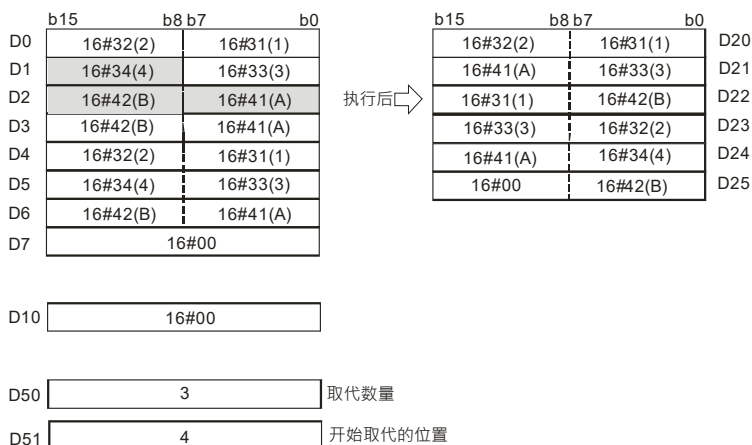 b15 b8 b7 b0
D0 16#32(2) 16#31(1)
D1 16#34(4) 16#33(3)
D2 16#42(B) 16#41(A)
D3 16#42(B) 16#41(A)
D4 16#32(2) 16#31(1)
D5 16#34(4) 16#33(3)
D6 16#42(B) 16#41(A)
D7 16#00
执行后
b15 b8 b7 b0
16#32(2) 16#31(1) D20
16#41(A) 16#33(3) D21
16#31(1) 16#42(B) D22
16#33(3) 16#32(2) D23
16#41(A) 16#34(4) D24
16#00 16#42(B) D25
D10 16#00
D50 3 取代数量
D51 4 开始取代的位置